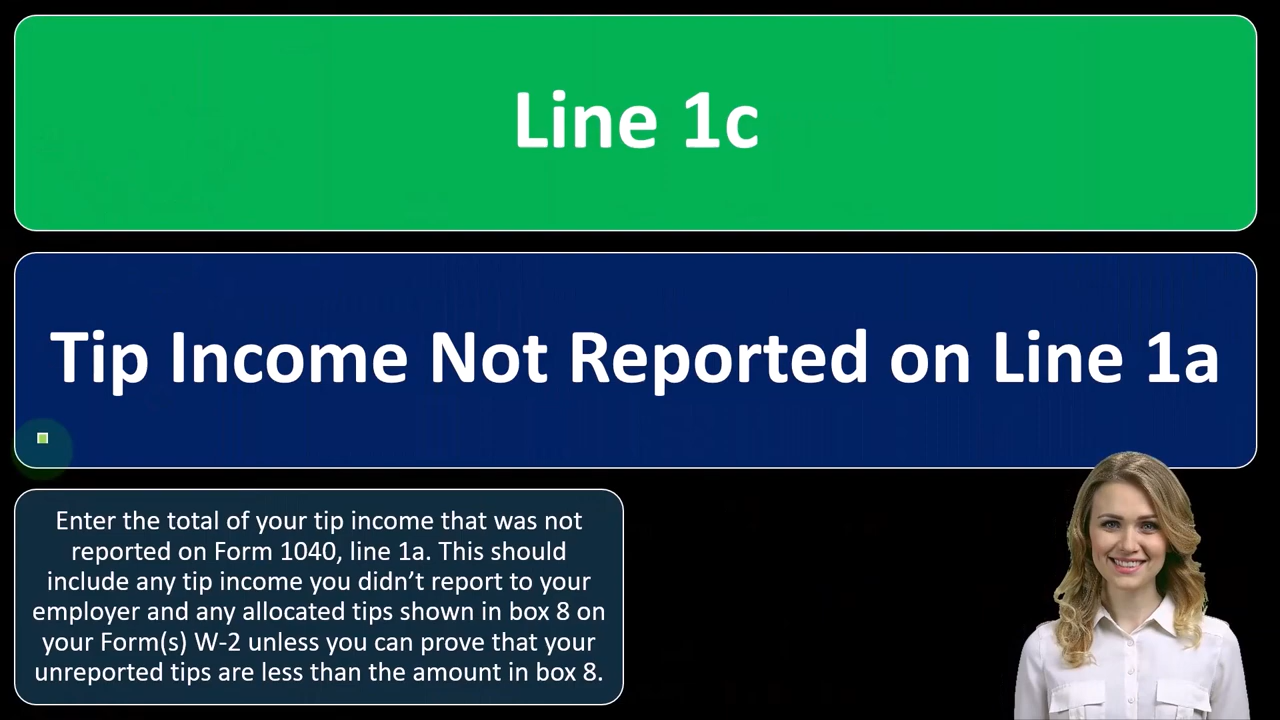 Line 1c
Tip Income Not Reported on Line 1a
Enter the total of your tip income that was not
reported on Form 1040, line 1a. This should
include any tip income you didn’t report to your
employer and any allocated tips shown in box 8 on
your Form(s) W-2 unless you can prove that your
unreported tips are less than the amount in box 8.